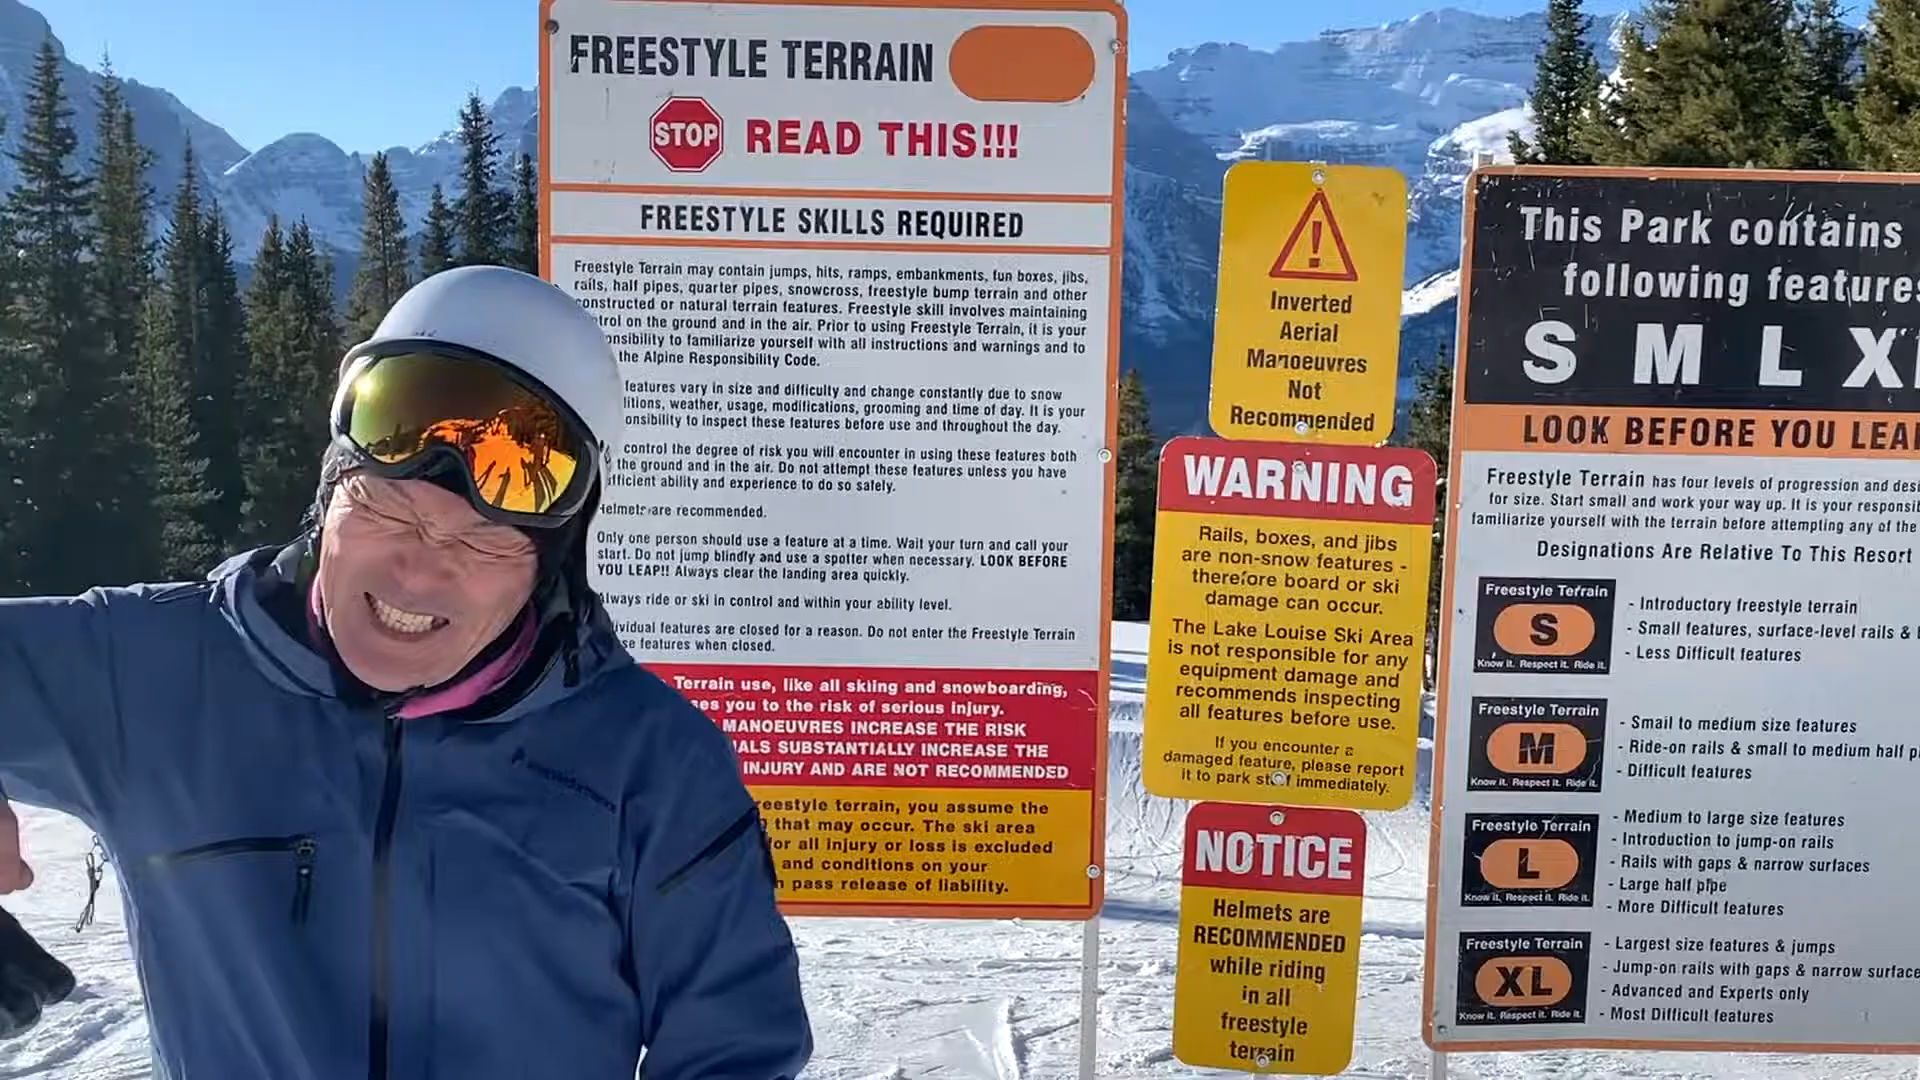 FREESTYLE TERRAIN
STOP READ THIS!!!
FREESTYLE SKILLS REQUIRED
Freestyle Terrain may contain jumps, hits, ramps, embankments, fun boxes, jibs,
rails, half pipes, quarter pipes, snowcross, freestyle bump terrain and other
constructed or natural terrain features. Freestyle skill involves maintaining
on the ground and in the air. Prior to using Freestyle Terrain, it is your
to familiarize yourself with all instructions and warnings and to
the Alpine Responsibility Code.
features vary in size and difficulty and change constantly due to snow
weather, usage, modifications, grooming and time of day. It is your
to inspect these features before use and throughout the day.
control the degree of risk you will encounter in using these features both
the ground and in the air. Do not attempt these features unless you have
ability and experience to do so safely.
Helmets are recommended.
Only one person should use a feature at a time. Wait your turn and call your
start. Do not jump blindly and use a spotter when necessary. LOOK BEFORE
YOU LEAP!! Always clear the landing area quickly.
Always ride or ski in control and within your ability level.
features are closed for a reason. Do not enter the Freestyle Terrain
features when closed.
Terrain use, like all skiing and snowboarding,
you to the risk of serious injury.
MANOEUVRES INCREASE THE RISK
SUBSTANTIALLY INCREASE THE
INJURY AND ARE NOT RECOMMENDED
freestyle terrain, you assume the
that may occur. The ski area
for all injury or loss is excluded
and conditions on your
pass release of liability.
!
Inverted
Aerial
Manoeuvres
Not
Recommended
WARNING
Rails, boxes, and jibs
are non-snow features -
therefore board or ski
damage can occur.
The Lake Louise Ski Area
is not responsible for any
equipment damage and
recommends inspecting
all features before use.
If you encounter a
damaged feature, please report
it to park staff immediately.
NOTICE
Helmets are
RECOMMENDED
while riding
in all
freestyle
terrain
This Park contains
following features
S M L X
LOOK BEFORE YOU LEA
Freestyle Terrain has four levels of progression and
for size. Start small and work your way up. It is your
familiarize yourself with the terrain before attempting any of the
Designations Are Relative To This Resort
Freestyle Terrain
S
Know it. Respect it. Ride it.
- Introductory freestyle terrain
- Small features, surface-level rails &
- Less Difficult features
Freestyle Terrain
M
Know it. Respect it. Ride it.
- Small to medium size features
- Ride-on rails & small to medium half
- Difficult features
Freestyle Terrain
L
Know it. Respect it. Ride it.
- Medium to large size features
- Introduction to jump-on rails
- Rails with gaps & narrow surfaces
- Large half pipe
- More Difficult features
Freestyle Terrain
XL
Know it. Respect it. Ride it.
- Largest size features & jumps
- Jump-on rails with gaps & narrow surface
- Advanced and Experts only
- Most Difficult features